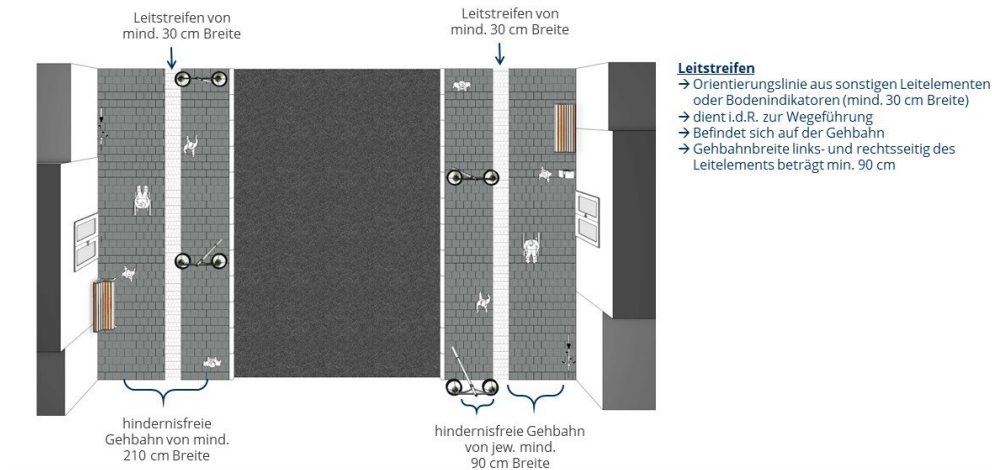 Leitstreifen von
mind. 30 cm Breite
Leitstreifen von
mind. 30 cm Breite
Leitstreifen
→ Orientierungslinie aus sonstigen Leitelementen
oder Bodenindikatoren (mind. 30 cm Breite)
→ dient i.d.R. zur Wegeführung
→ Befindet sich auf der Gehbahn
→ Gehbahnbreite links- und rechtsseitig des
Leitelements beträgt min. 90 cm
hindernisfreie
Gehbahn von mind.
210 cm Breite
hindernisfreie Gehbahn
von jew. mind.
90 cm Breite